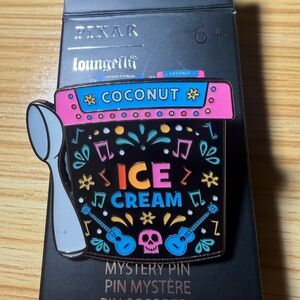 PIXAR
6+
Loungefly
COCONUT
COCONUT
ICE
CREAM
MYSTERY PIN
PIN MYSTÈRE